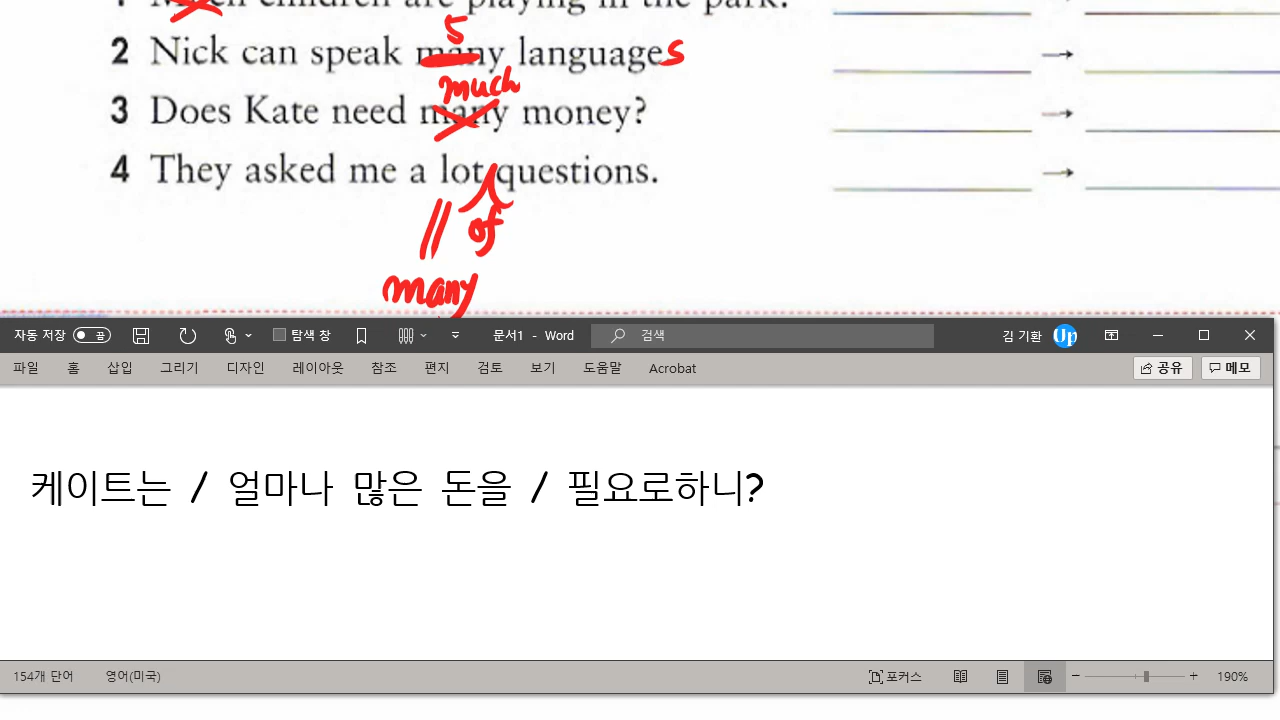 children are playing in the park.
5
2 Nick can speak many languages
much
3 Does Kate need many money?
4 They asked me a lot questions.
of
many
자동 저장 끔 탐색 창 문서1 - Word 검색 김 기환
파일 홈 삽입 그리기 디자인 레이아웃 참조 편지 검토 보기 도움말 Acrobat 공유 메모
케이트는 / 얼마나 많은 돈을 / 필요로하니?
154개 단어 영어(미국) 포커스 190%